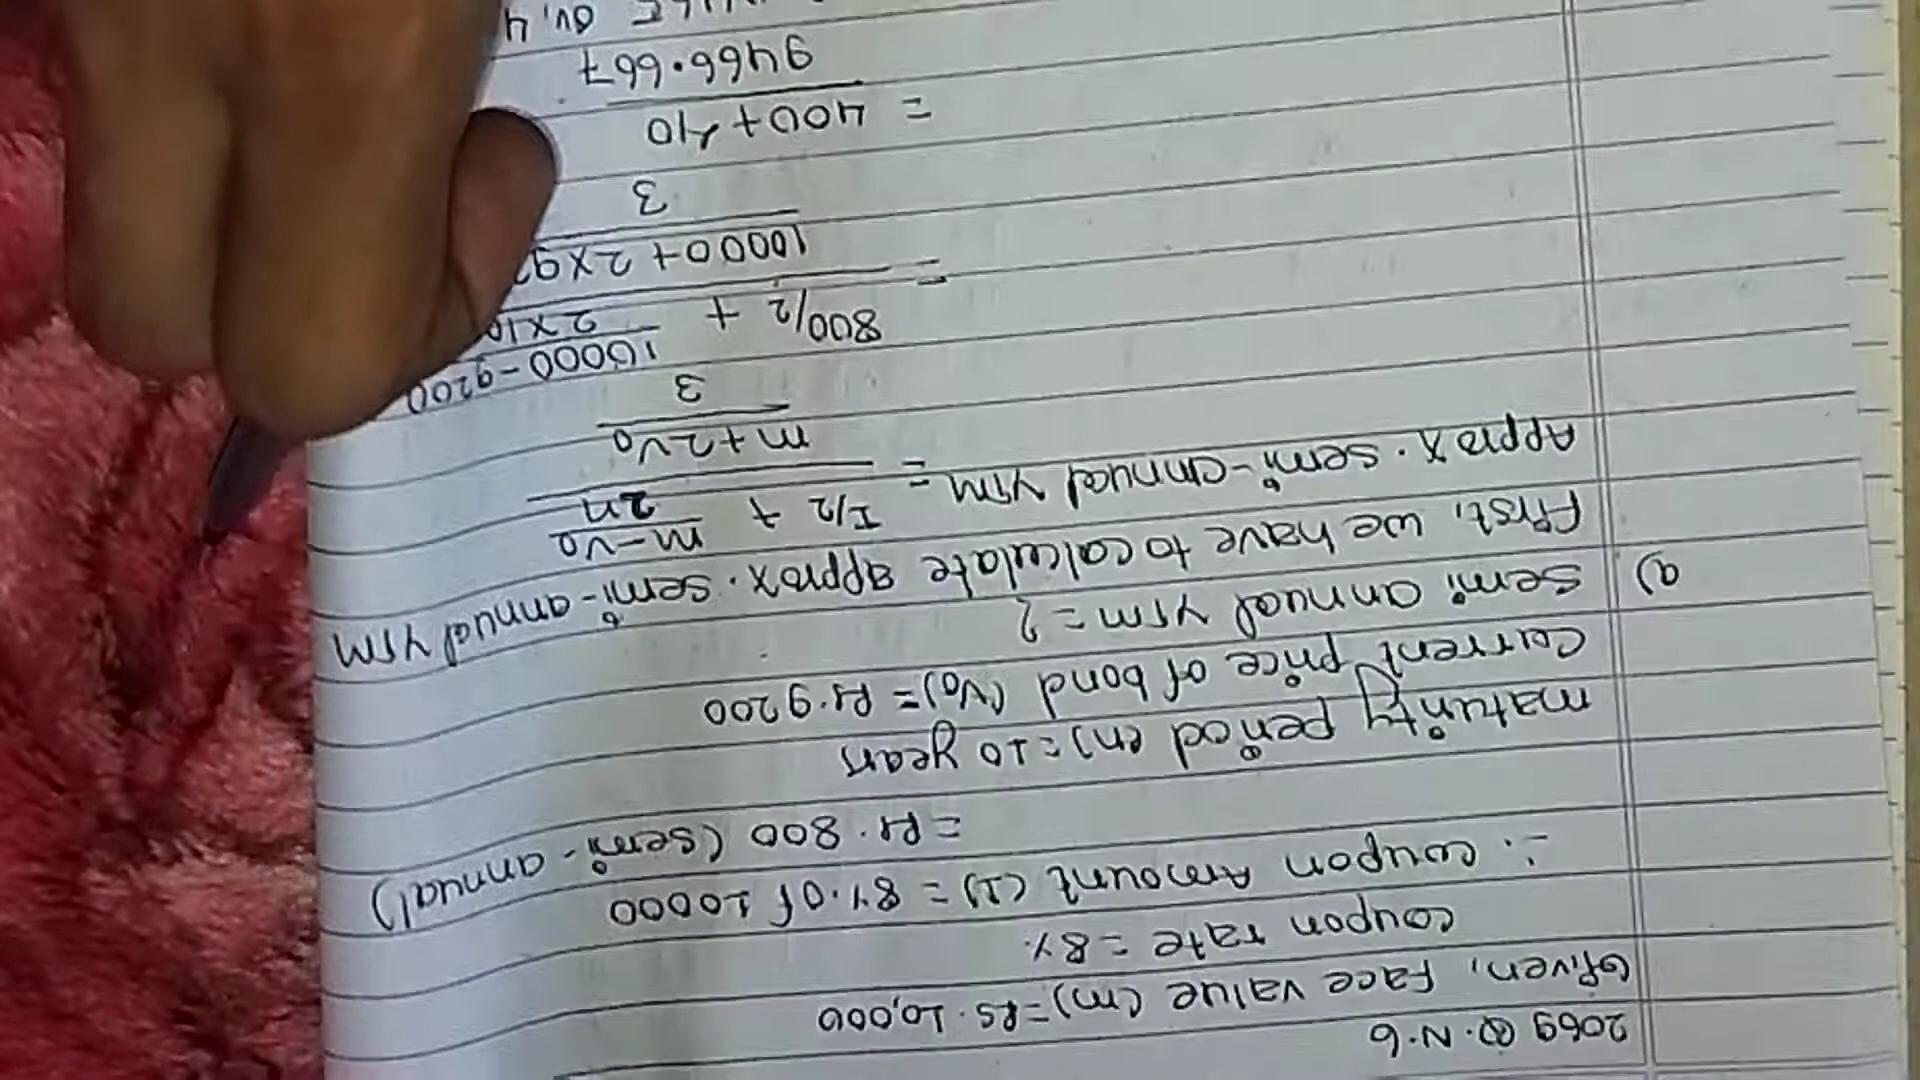 2069 Q.N.6
Given, Face value (m) = Rs. 10,000
coupon rate = 8%
∴ coupon Amount (I) = 8% of 10000
= Rs. 800 (semi-annual)
maturity period (n) = 10 years
Current price of bond (V0) = Rs. 9200
a) semi annual YTM = ?
First, we have to calculate approx. semi-annual YTM
Approx. semi-annual YTM = I/2 + m-V0
2n
m+2V0
3
= 800/2 + 10000-9200
2×10
10000+2×9
3
= 400+40
9466.667
or, 4